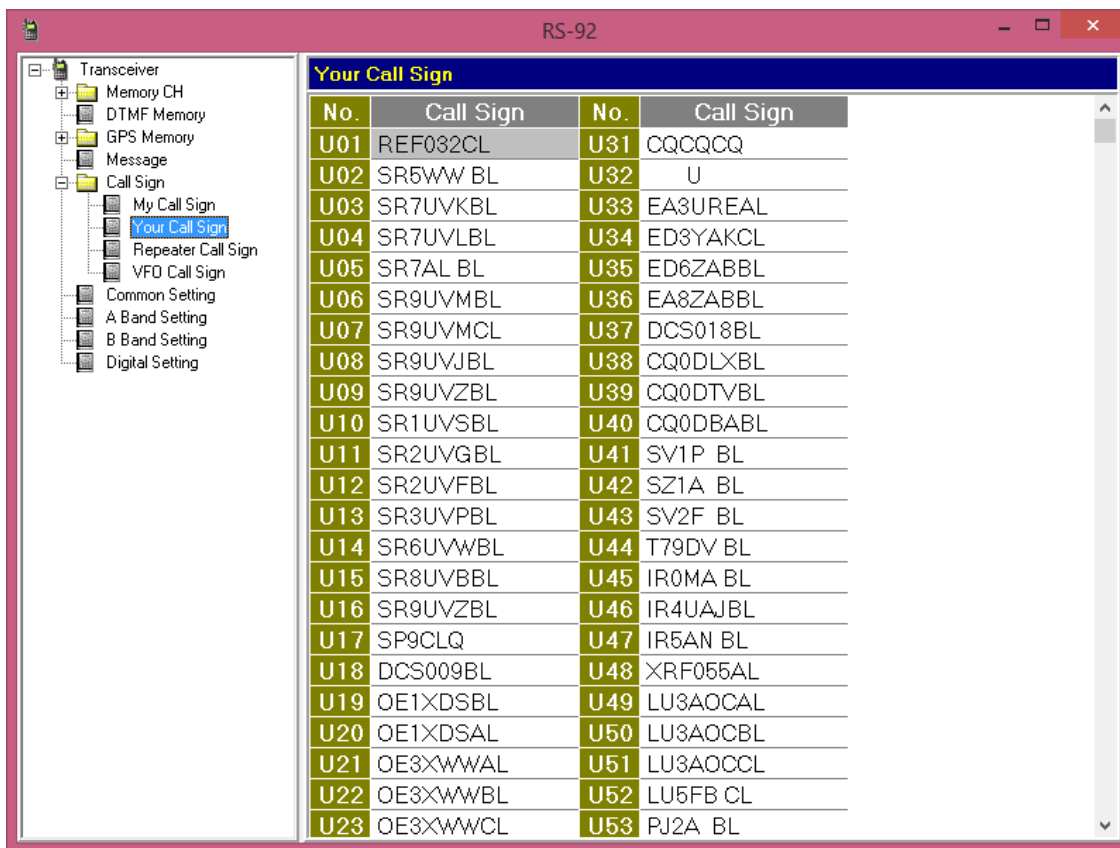 RS-92
Transceiver
Memory CH
DTMF Memory
GPS Memory
Message
Call Sign
My Call Sign
Your Call Sign
Repeater Call Sign
VFO Call Sign
Common Setting
A Band Setting
B Band Setting
Digital Setting
Your Call Sign
No. Call Sign No. Call Sign
U01 REF032CL U31 CQCQCQ
U02 SR5WW BL U32 U
U03 SR7UVKBL U33 EA3UREAL
U04 SR7UVLBL U34 ED3YAKCL
U05 SR7AL BL U35 ED6ZABBL
U06 SR9UVMBL U36 EA8ZABBL
U07 SR9UVMCL U37 DCS018BL
U08 SR9UVJBL U38 CQ0DLXBL
U09 SR9UVZBL U39 CQ0DTVBL
U10 SR1UVSBL U40 CQ0DBABL
U11 SR2UVGBL U41 SV1P BL
U12 SR2UVFBL U42 SZ1A BL
U13 SR3UVPBL U43 SV2F BL
U14 SR6UVWBL U44 T79DV BL
U15 SR8UVBBL U45 IR0MA BL
U16 SR9UVZBL U46 IR4UAJBL
U17 SP9CLQ U47 IR5AN BL
U18 DCS009BL U48 XRF055AL
U19 OE1XDSBL U49 LU3AOCAL
U20 OE1XDSAL U50 LU3AOCBL
U21 OE3XWWAL U51 LU3AOCCL
U22 OE3XWWBL U52 LU5FB CL
U23 OE3XWWCL U53 PJ2A BL